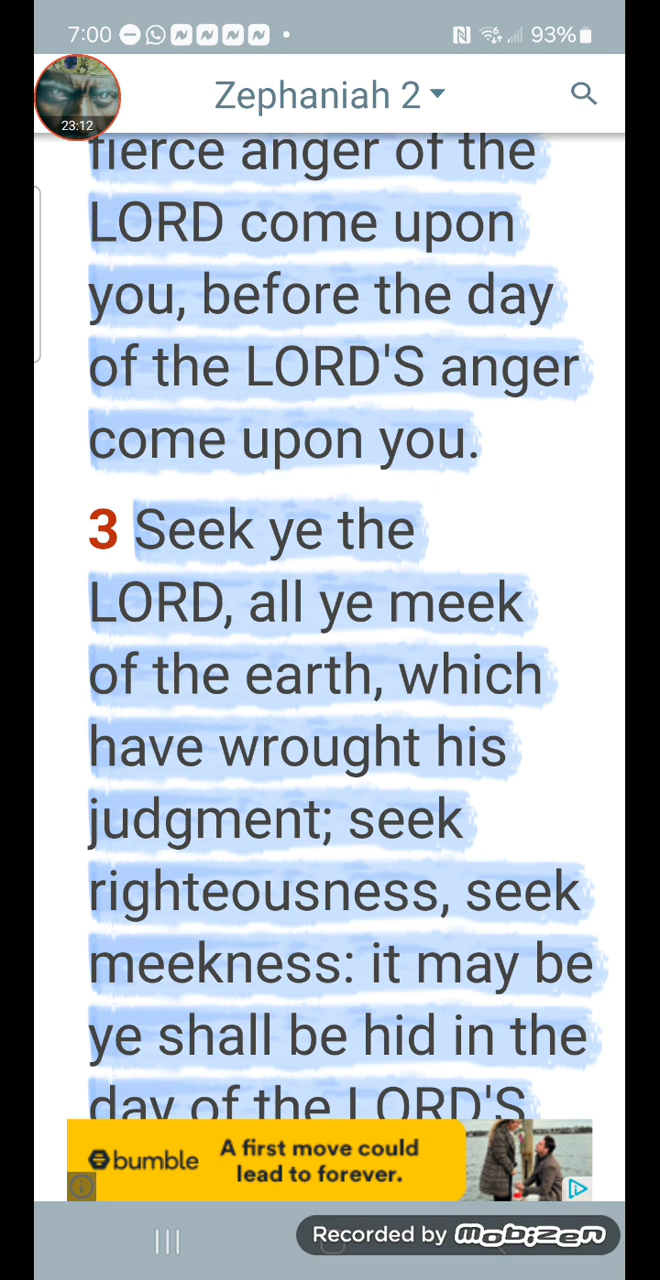 7:00
93%
23:12
Zephaniah 2
fierce anger of the
LORD come upon
you, before the day
of the LORD'S anger
come upon you.
3 Seek ye the
LORD, all ye meek
of the earth, which
have wrought his
judgment; seek
righteousness, seek
meekness: it may be
ye shall be hid in the
day of the LORD'S
bumble
A first move could
lead to forever.
Recorded by mobizen